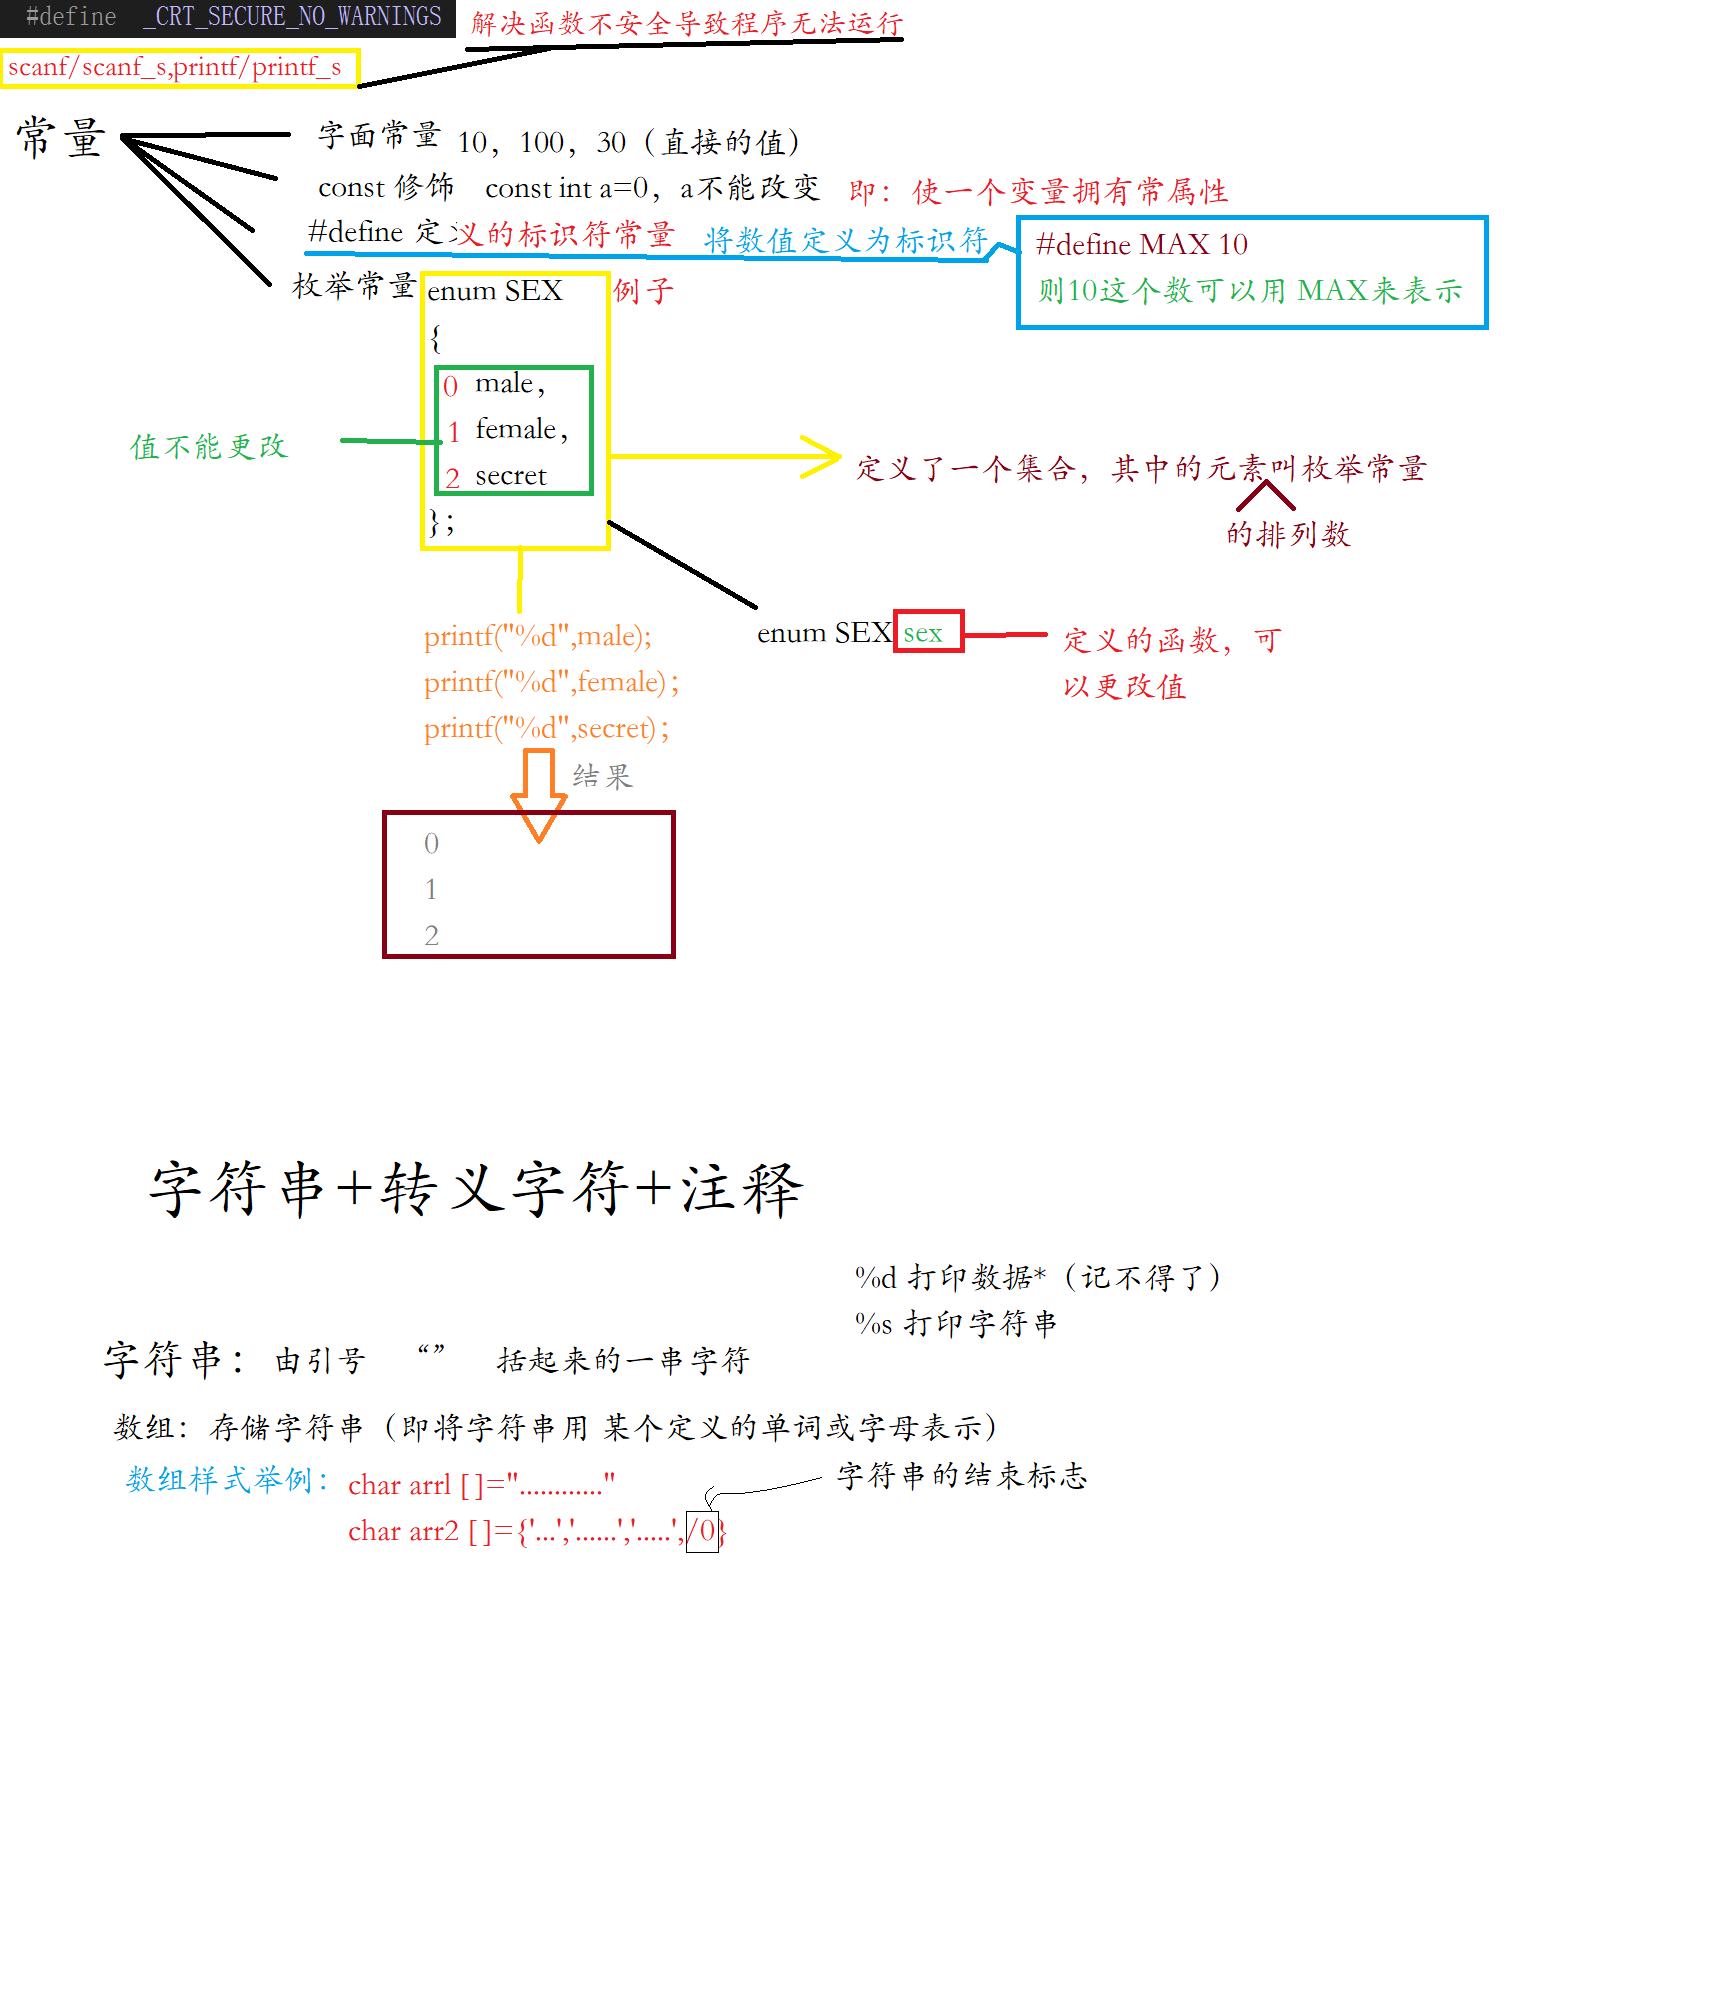 #define _CRT_SECURE_NO_WARNINGS
解决函数不安全导致程序无法运行
scanf/scanf_s,printf/printf_s
常量
字面常量 10，100，30（直接的值）
const 修饰 const int a=0，a不能改变 即：使一个变量拥有常属性
#define 定义的标识符常量 将数值定义为标识符
#define MAX 10
则10这个数可以用 MAX来表示
枚举常量
enum SEX
例子
{
0 male，
1 female，
2 secret
}；
值不能更改
定义了一个集合，其中的元素叫枚举常量
的排列数
printf("%d",male);
printf("%d",female)；
printf("%d",secret)；
enum SEX sex
定义的函数，可
以更改值
结果
0
1
2
字符串+转义字符+注释
%d 打印数据*（记不得了）
%s 打印字符串
字符串：由引号 “” 括起来的一串字符
数组：存储字符串（即将字符串用 某个定义的单词或字母表示）
数组样式举例：
char arrl [ ]="............"
字符串的结束标志
char arr2 [ ]={'...','......','.....',/0}